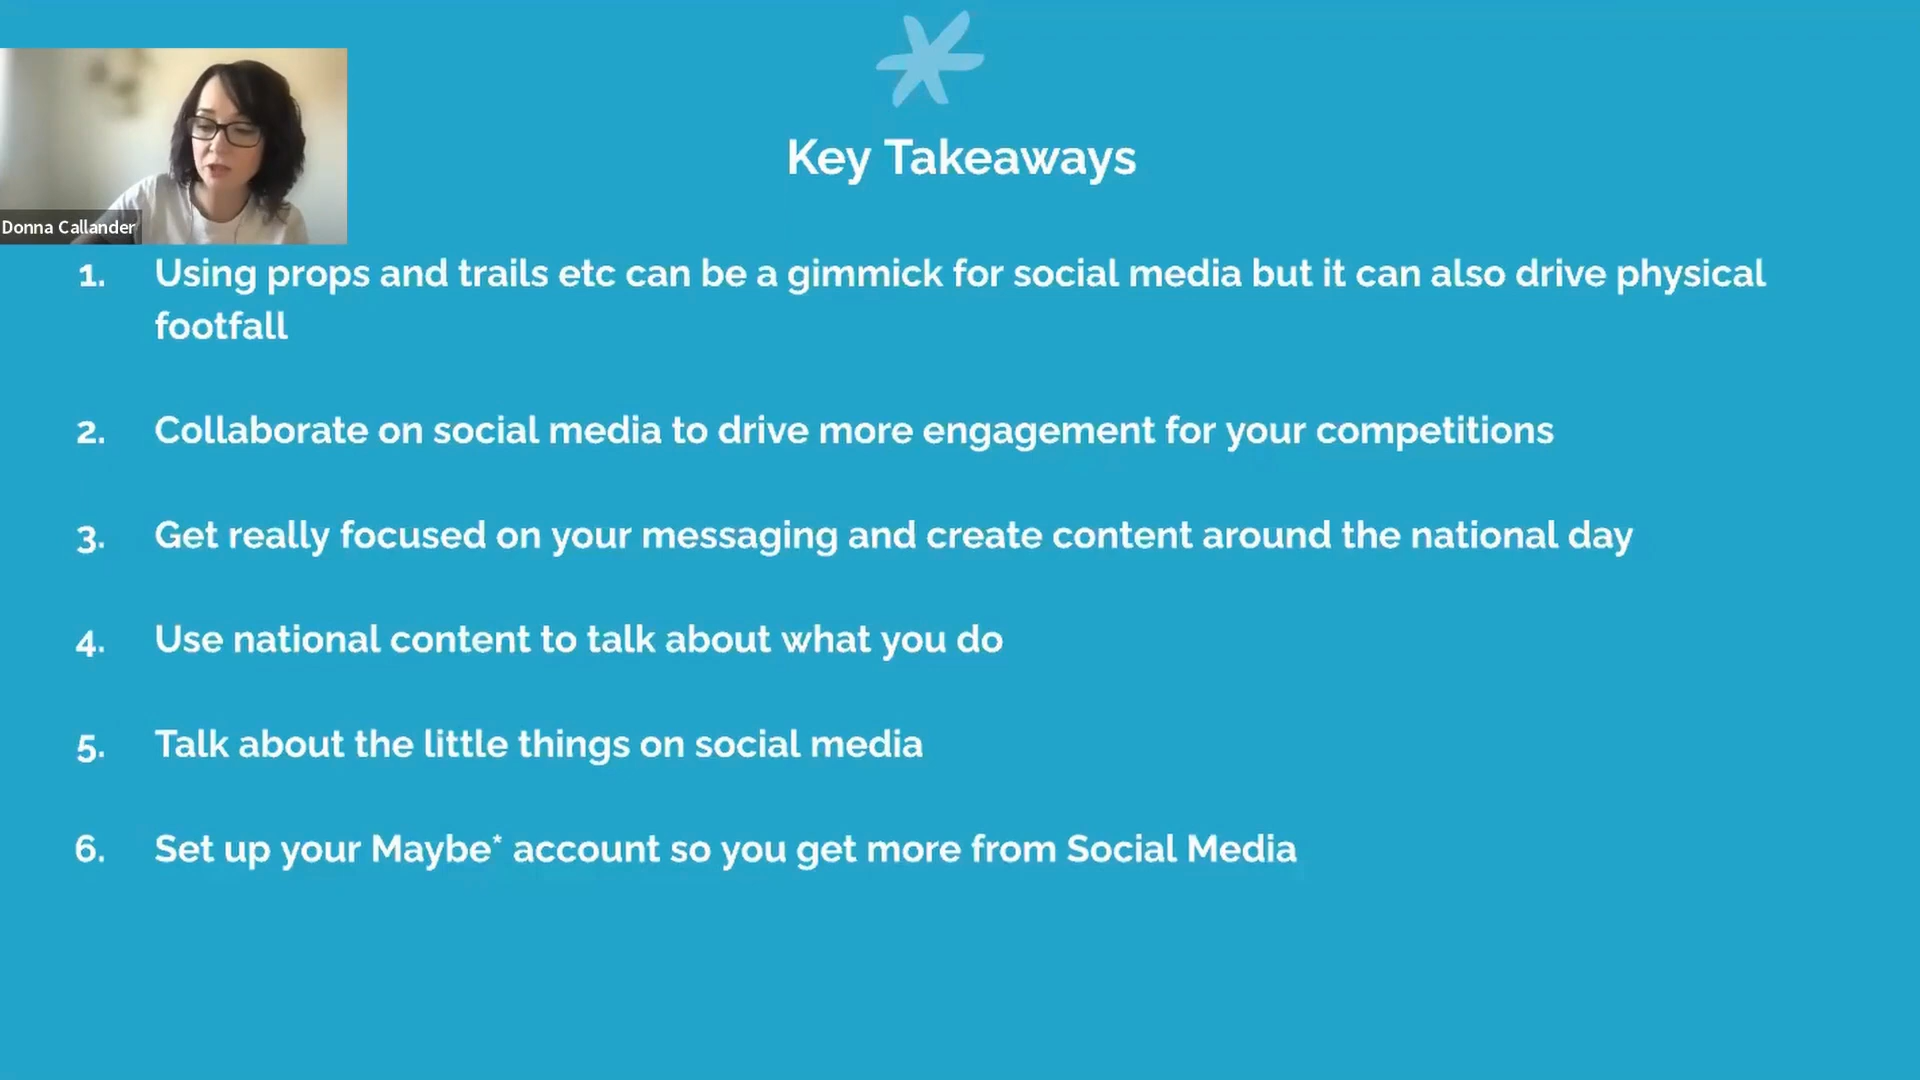 Key Takeaways
Donna Callander
1. Using props and trails etc can be a gimmick for social media but it can also drive physical
footfall
2. Collaborate on social media to drive more engagement for your competitions
3. Get really focused on your messaging and create content around the national day
4. Use national content to talk about what you do
5. Talk about the little things on social media
6. Set up your Maybe* account so you get more from Social Media